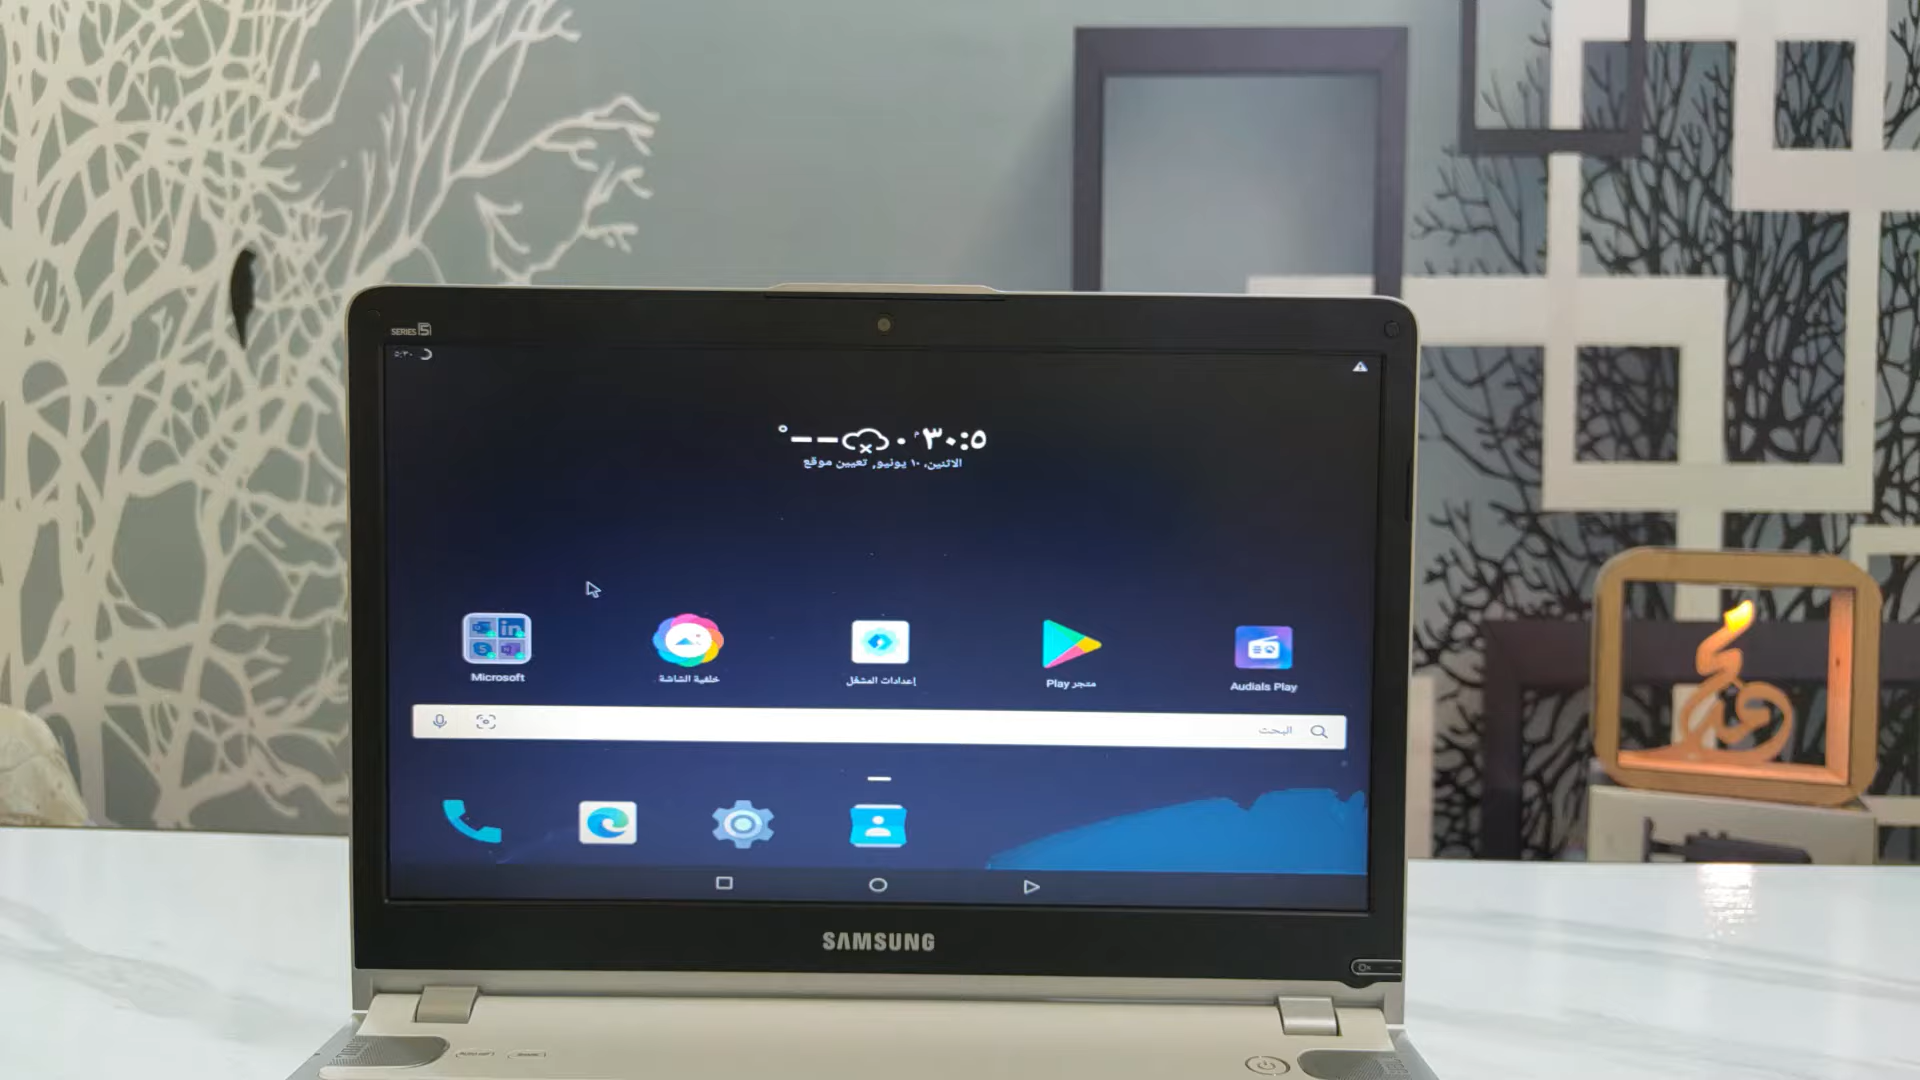 SERIES 5
٥:٣٠
٥:٣٠ م • --°
الاثنين، ١٠ يونيو, تعيين موقع
Microsoft
خلفية الشاشة
إعدادات المشغل
متجر Play
Audials Play
البحث
SAMSUNG